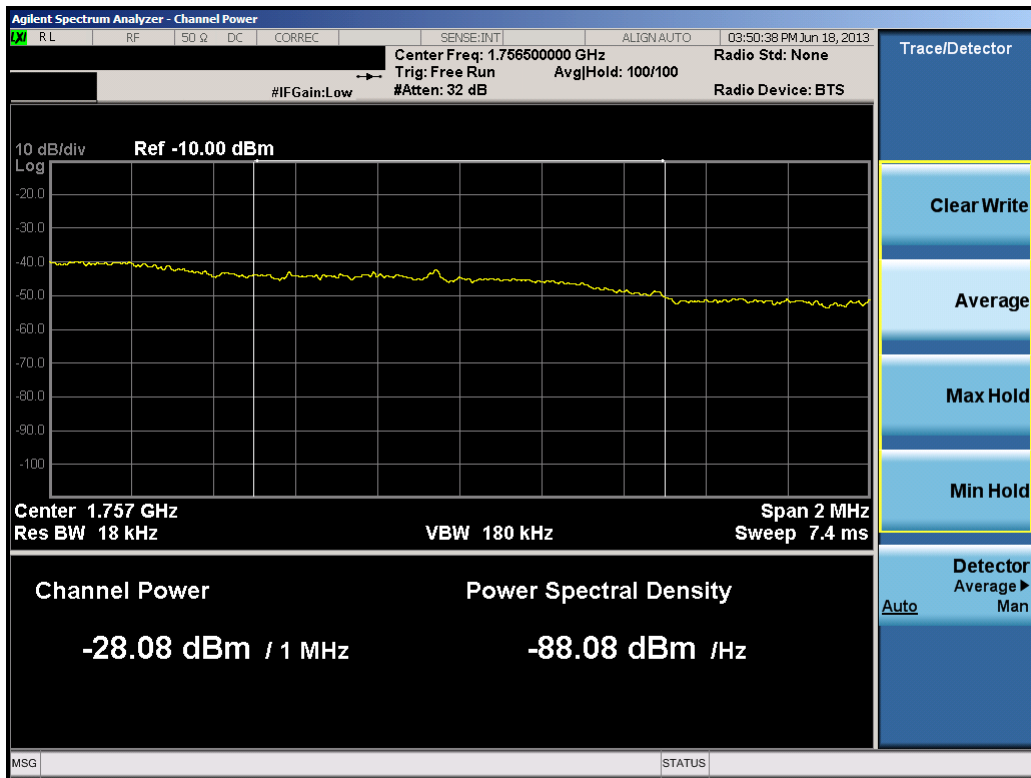 Agilent Spectrum Analyzer - Channel Power
LXI RL RF 50 Ω DC CORREC SENSE:INT ALIGN AUTO 03:50:38 PM Jun 18, 2013
Center Freq: 1.756500000 GHz Radio Std: None
Trig: Free Run Avg|Hold: 100/100
#IFGain:Low #Atten: 32 dB Radio Device: BTS
10 dB/div Ref -10.00 dBm
Log
-20.0
-30.0
-40.0
-50.0
-60.0
-70.0
-80.0
-90.0
-100
Center 1.757 GHz Span 2 MHz
Res BW 18 kHz VBW 180 kHz Sweep 7.4 ms
Channel Power Power Spectral Density
-28.08 dBm / 1 MHz -88.08 dBm /Hz
MSG STATUS
Trace/Detector
Clear Write
Average
Max Hold
Min Hold
Detector
Average▶
Auto Man